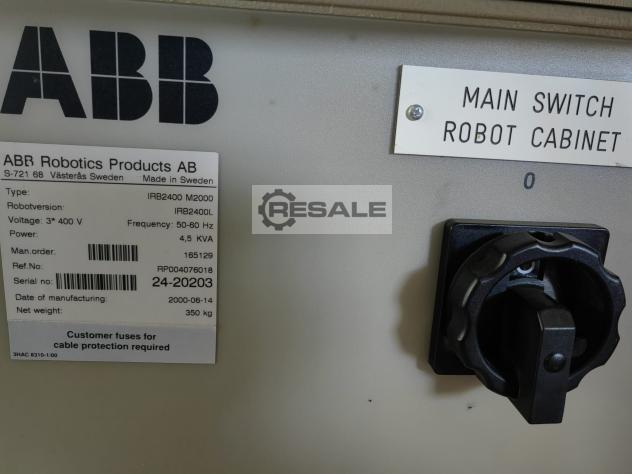 ABB
MAIN SWITCH
ROBOT CABINET
0
ABB Robotics Products AB
S-721 68 Västerås Sweden Made in Sweden
Type: IRB2400 M2000
Robotversion: IRB2400L
Voltage: 3* 400 V Frequency: 50-60 Hz
Power: 4,5 KVA
Man.order: 165129
Ref.No: RP004076018
Serial no: 24-20203
Date of manufacturing: 2000-06-14
Net weight: 350 kg
Customer fuses for
cable protection required
3HAC 8310-1/00
RESALE